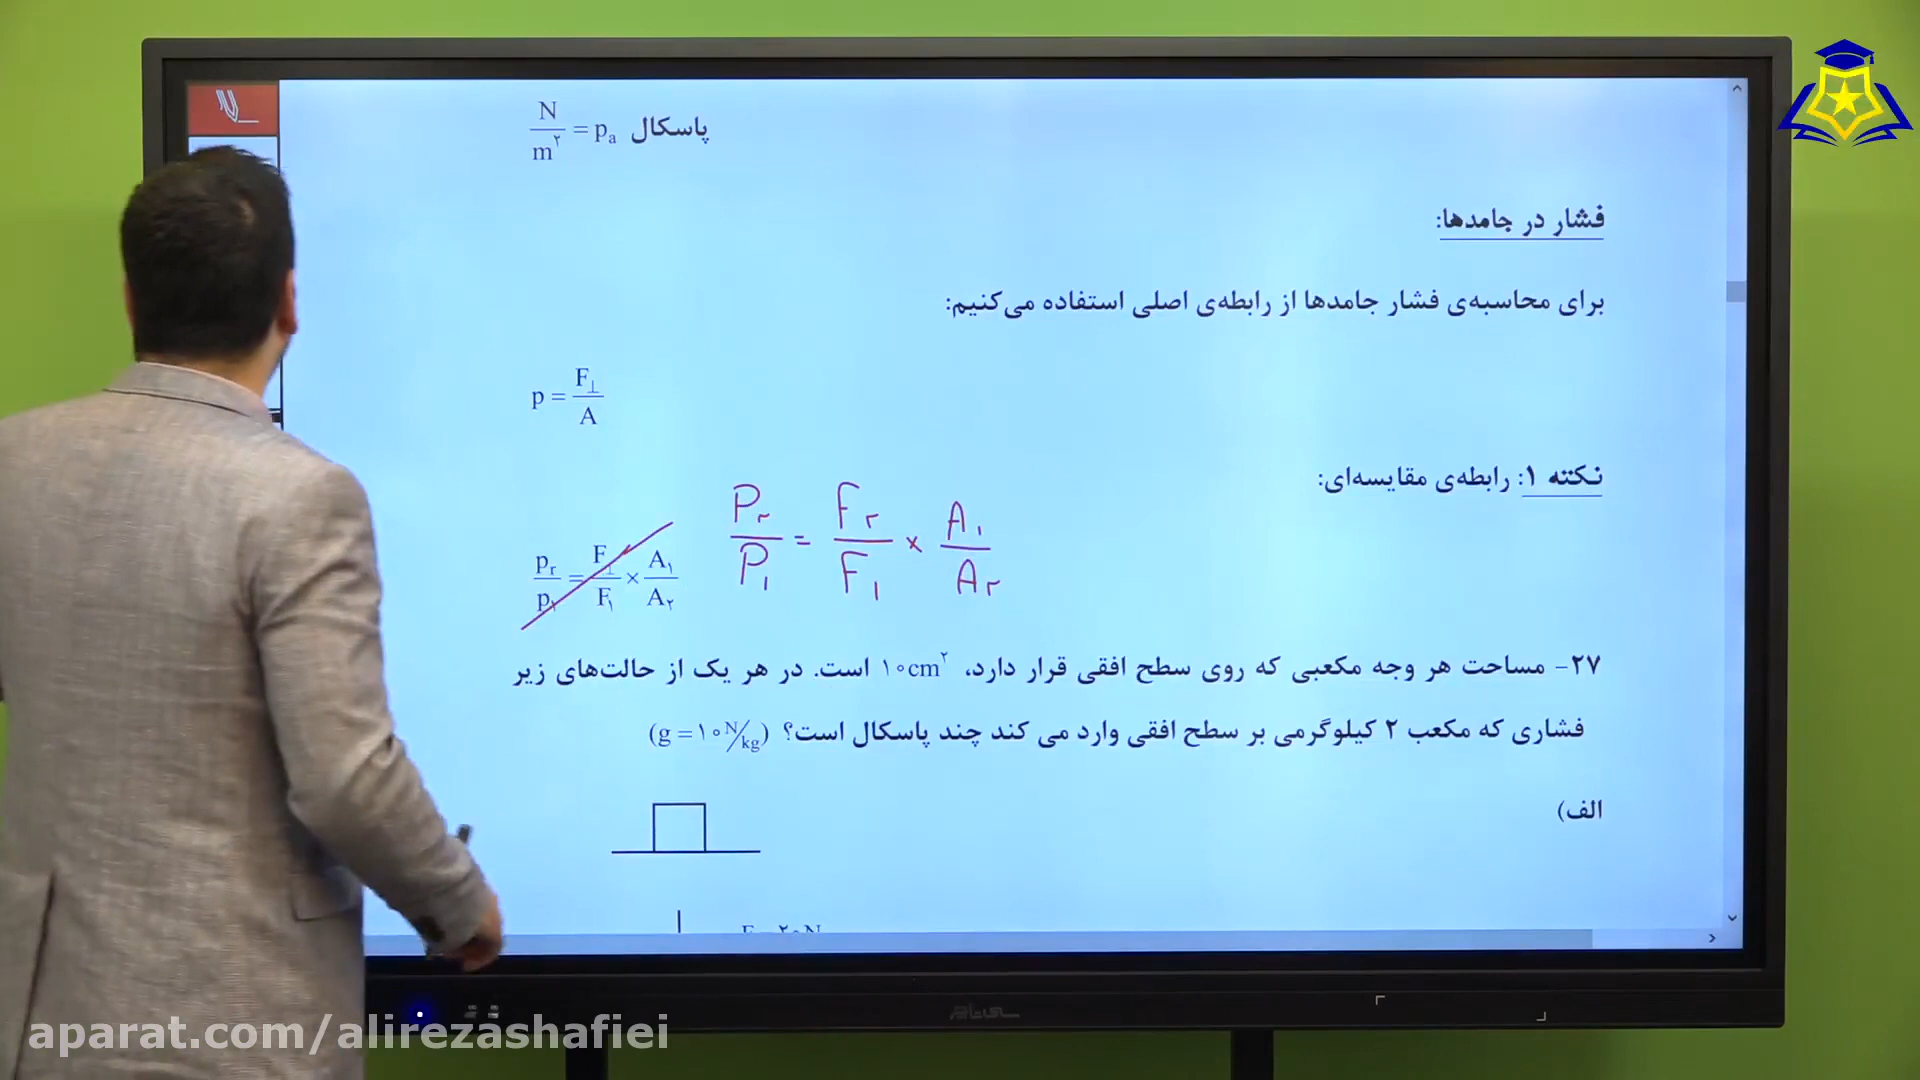 N/m² = pₐ پاسکال
فشار در جامدها:
برای محاسبه‌ی فشار جامدها از رابطه‌ی اصلی استفاده می‌کنیم:
p = F⊥/A
نکته ۱: رابطه‌ی مقایسه‌ای:
P۲/P۱ = F۲/F۱ × A۱/A۲
p۲/p۱ = F⊥/F۱ × A۱/A۲
۲۷- مساحت هر وجه مکعبی که روی سطح افقی قرار دارد، ۱۰cm² است. در هر یک از حالت‌های زیر
فشاری که مکعب ۲ کیلوگرمی بر سطح افقی وارد می کند چند پاسکال است؟ (g = ۱۰ N/kg)
الف)
F = ۲۰N
aparat.com/alirezashafiei